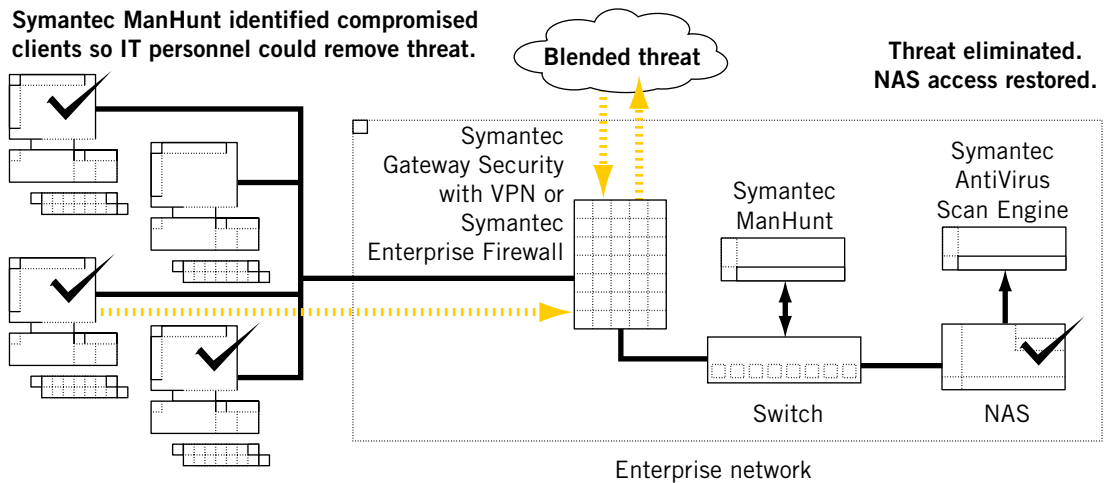 Symantec ManHunt identified compromised
clients so IT personnel could remove threat.
Blended threat
Threat eliminated.
NAS access restored.
Symantec
Gateway Security
with VPN or
Symantec
Enterprise Firewall
Symantec
ManHunt
Symantec
AntiVirus
Scan Engine
Switch
NAS
Enterprise network